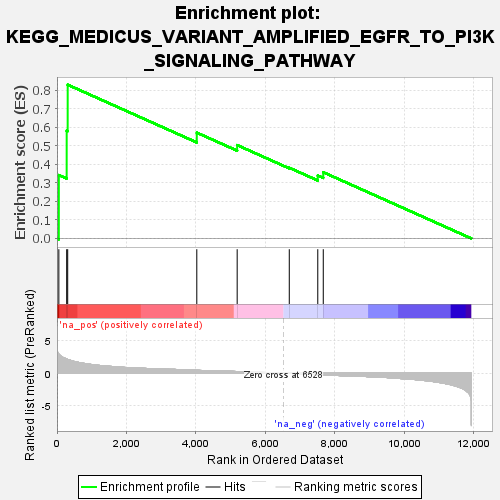 Enrichment plot:
KEGG_MEDICUS_VARIANT_AMPLIFIED_EGFR_TO_PI3K
_SIGNALING_PATHWAY
Enrichment score (ES)
0.8
0.7
0.6
0.5
0.4
0.3
0.2
0.1
0.0
'na_pos' (positively correlated)
Ranked list metric (PreRanked)
5
0
-5
Zero cross at 6528
'na_neg' (negatively correlated)
0
2,000
4,000
6,000
8,000
10,000
12,000
Rank in Ordered Dataset
Enrichment profile
Hits
Ranking metric scores